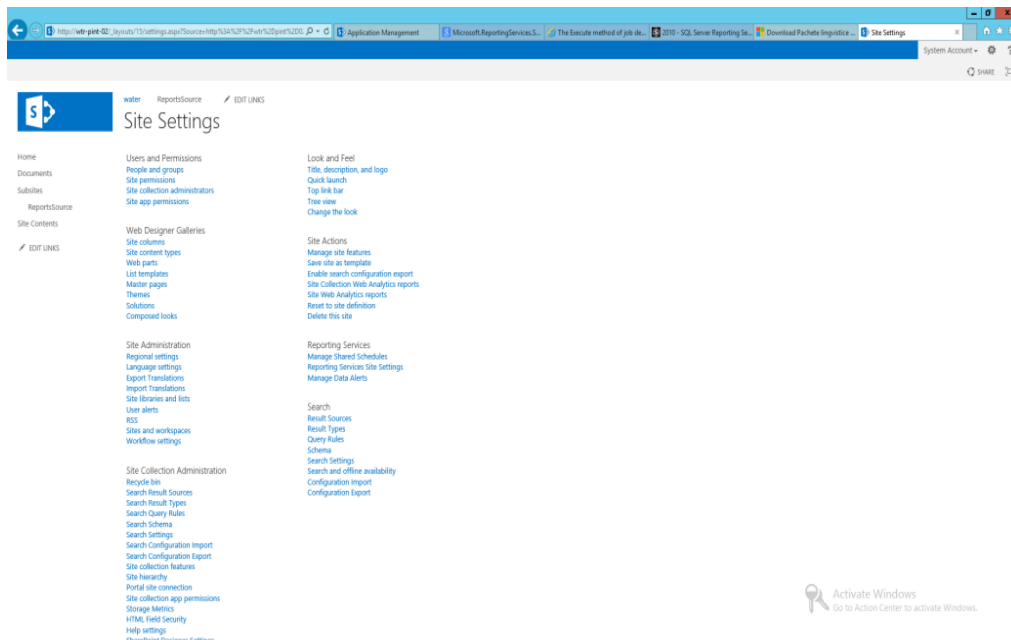 http://wtr-pint-02/_layouts/15/settings.aspx?Source=http%3A%2F%2Fwtr%2Dpint%2D0
Application Management
Microsoft.ReportingServices.S...
The Execute method of job de...
2010 - SQL Server Reporting Se...
Download Pachete lingvistice ...
Site Settings
System Account
SHARE
water
ReportsSource
EDIT LINKS
Site Settings
Home
Documents
Subsites
ReportsSource
Site Contents
EDIT LINKS
Users and Permissions
People and groups
Site permissions
Site collection administrators
Site app permissions
Web Designer Galleries
Site columns
Site content types
Web parts
List templates
Master pages
Themes
Solutions
Composed looks
Site Administration
Regional settings
Language settings
Export Translations
Import Translations
Site libraries and lists
User alerts
RSS
Sites and workspaces
Workflow settings
Site Collection Administration
Recycle bin
Search Result Sources
Search Result Types
Search Query Rules
Search Schema
Search Settings
Search Configuration Import
Search Configuration Export
Site collection features
Site hierarchy
Portal site connection
Site collection app permissions
Storage Metrics
HTML Field Security
Help settings
SharePoint Designer Settings
Look and Feel
Title, description, and logo
Quick launch
Top link bar
Tree view
Change the look
Site Actions
Manage site features
Save site as template
Enable search configuration export
Site Collection Web Analytics reports
Site Web Analytics reports
Reset to site definition
Delete this site
Reporting Services
Manage Shared Schedules
Reporting Services Site Settings
Manage Data Alerts
Search
Result Sources
Result Types
Query Rules
Schema
Search Settings
Search and offline availability
Configuration Import
Configuration Export
Activate Windows
Go to Action Center to activate Windows.